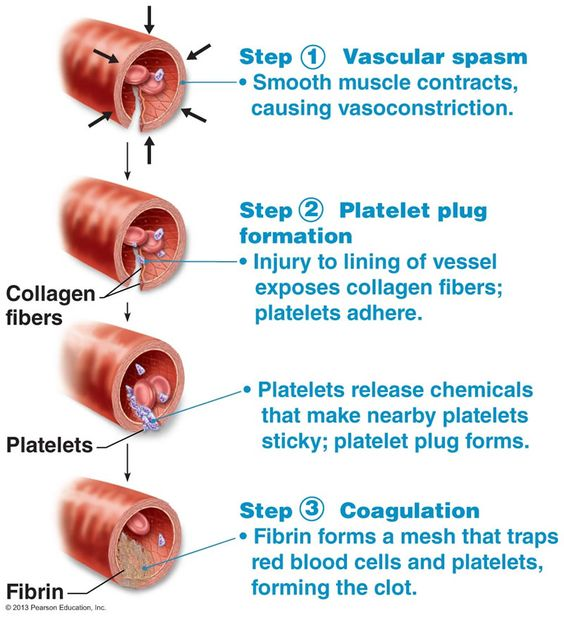 Step 1 Vascular spasm
• Smooth muscle contracts,
causing vasoconstriction.
Step 2 Platelet plug
formation
• Injury to lining of vessel
exposes collagen fibers;
platelets adhere.
Collagen
fibers
• Platelets release chemicals
that make nearby platelets
sticky; platelet plug forms.
Platelets
Step 3 Coagulation
• Fibrin forms a mesh that traps
red blood cells and platelets,
forming the clot.
Fibrin
© 2013 Pearson Education, Inc.